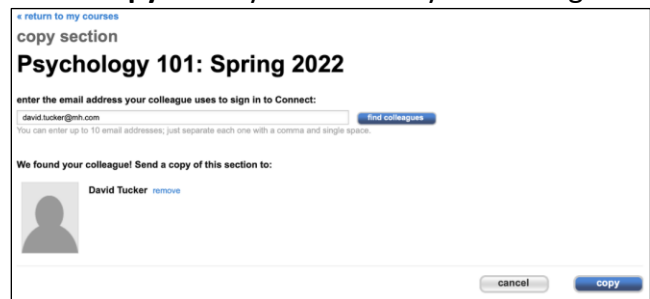 « return to my courses
copy section
Psychology 101: Spring 2022
enter the email address your colleague uses to sign in to Connect:
david.tucker@mh.com
find colleagues
You can enter up to 10 email addresses; just separate each one with a comma and single space.
We found your colleague! Send a copy of this section to:
David Tucker remove
cancel
copy